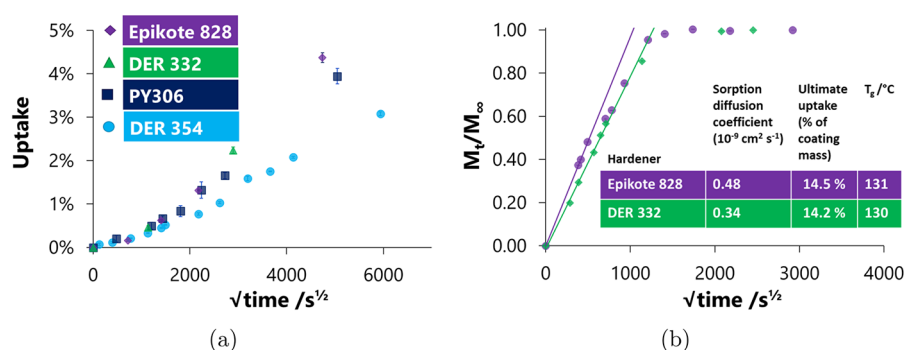 5%
4%
3%
2%
1%
0%
Uptake
Epikote 828
DER 332
PY306
DER 354
0
2000
4000
6000
√time /s½
(a)
1.00
0.80
0.60
0.40
0.20
0.00
Mt/M∞
Sorption diffusion coefficient (10-9 cm2 s-1)
Ultimate uptake (% of coating mass)
Tg /°C
Hardener
Epikote 828 0.48 14.5 % 131
DER 332 0.34 14.2 % 130
0 1000 2000 3000 4000
√time /s½
(b)